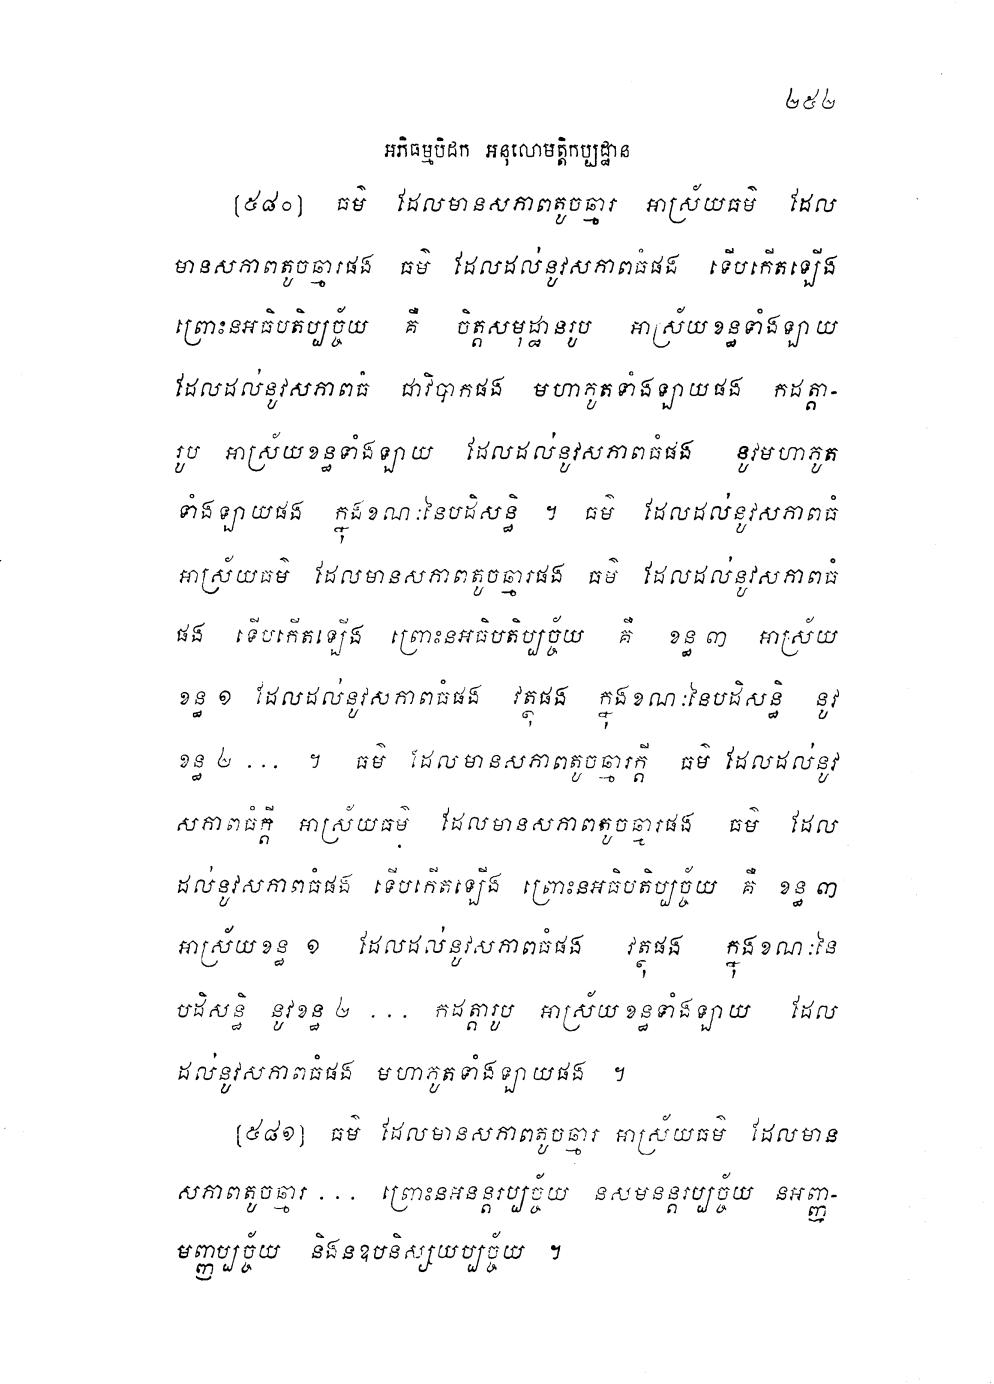 ២៥២
អភិធម្មបិដក អនុលោមត្តិកប្បដ្ឋាន
(៥៨០) ធម៌ ដែលមានសភាពតូចឆ្មារ អាស្រ័យធម៌ ដែល
មានសភាពតូចឆ្មារផង ធម៌ ដែលដល់នូវសភាពធំផង ទើបកើតឡើង
ព្រោះនអធិបតិប្បច្ច័យ គឺ ចិត្តសមុដ្ឋានរូប អាស្រ័យខន្ធទាំងឡាយ
ដែលដល់នូវសភាពធំ ជាវិបាកផង មហាភូតទាំងឡាយផង កដត្តា-
រូប អាស្រ័យខន្ធទាំងឡាយ ដែលដល់នូវសភាពធំផង នូវមហាភូត
ទាំងឡាយផង ក្នុងខណៈនៃបដិសន្ធិ ។ ធម៌ ដែលដល់នូវសភាពធំ
អាស្រ័យធម៌ ដែលមានសភាពតូចឆ្មារផង ធម៌ ដែលដល់នូវសភាពធំ
ផង ទើបកើតឡើង ព្រោះនអធិបតិប្បច្ច័យ គឺ ខន្ធ ៣ អាស្រ័យ
ខន្ធ ១ ដែលដល់នូវសភាពធំផង វត្ថុផង ក្នុងខណៈនៃបដិសន្ធិ នូវ
ខន្ធ ២ ... ។ ធម៌ ដែលមានសភាពតូចឆ្មារក្តី ធម៌ ដែលដល់នូវ
សភាពធំក្តី អាស្រ័យធម៌ ដែលមានសភាពតូចឆ្មារផង ធម៌ ដែល
ដល់នូវសភាពធំផង ទើបកើតឡើង ព្រោះនអធិបតិប្បច្ច័យ គឺ ខន្ធ ៣
អាស្រ័យខន្ធ ១ ដែលដល់នូវសភាពធំផង វត្ថុផង ក្នុងខណៈនៃ
បដិសន្ធិ នូវខន្ធ ២ ... កដត្តារូប អាស្រ័យខន្ធទាំងឡាយ ដែល
ដល់នូវសភាពធំផង មហាភូតទាំងឡាយផង ។
(៥៨១) ធម៌ ដែលមានសភាពតូចឆ្មារ អាស្រ័យធម៌ ដែលមាន
សភាពតូចឆ្មារ ... ព្រោះនអនន្តរប្បច្ច័យ នសមនន្តរប្បច្ច័យ នអញ្ញ-
មញ្ញប្បច្ច័យ និងនឧបនិស្សយប្បច្ច័យ ។